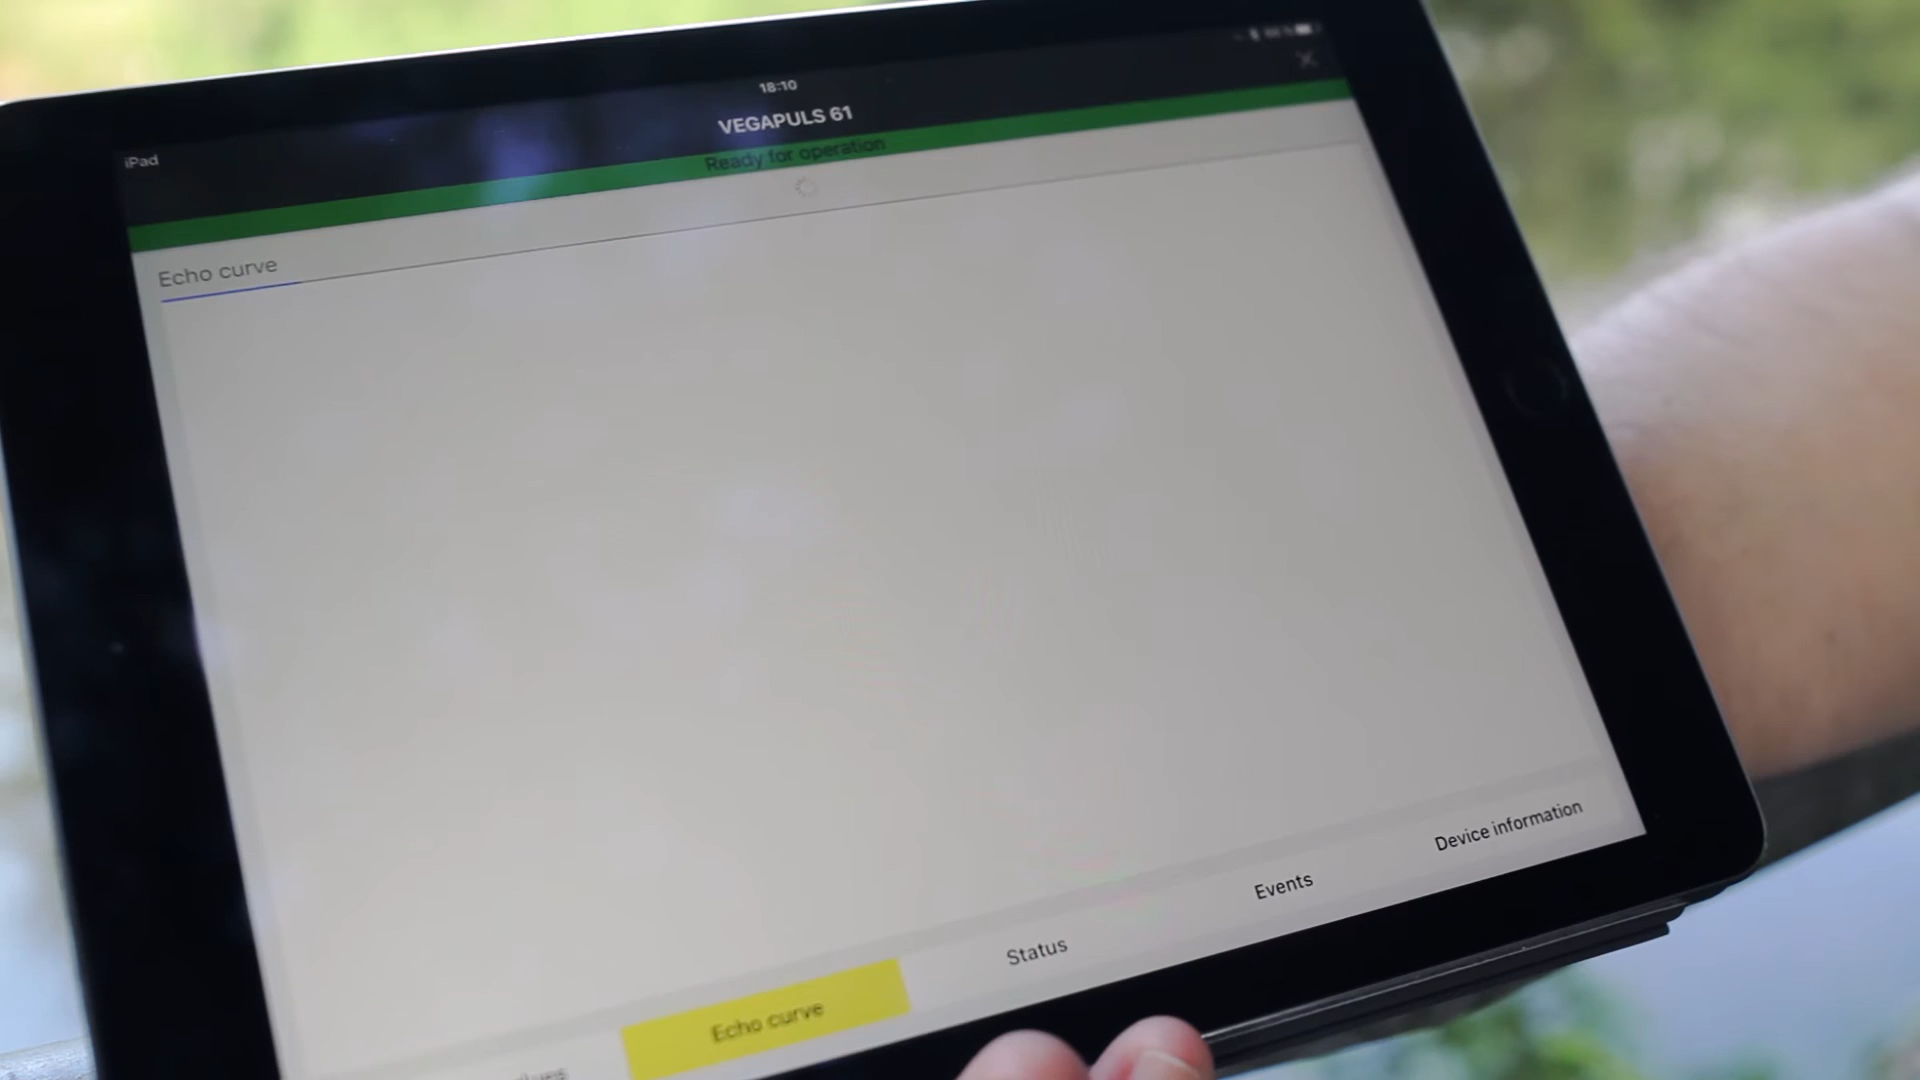 18:10
iPad
VEGAPULS 61
Ready for operation
Echo curve
Echo curve
Status
Events
Device information